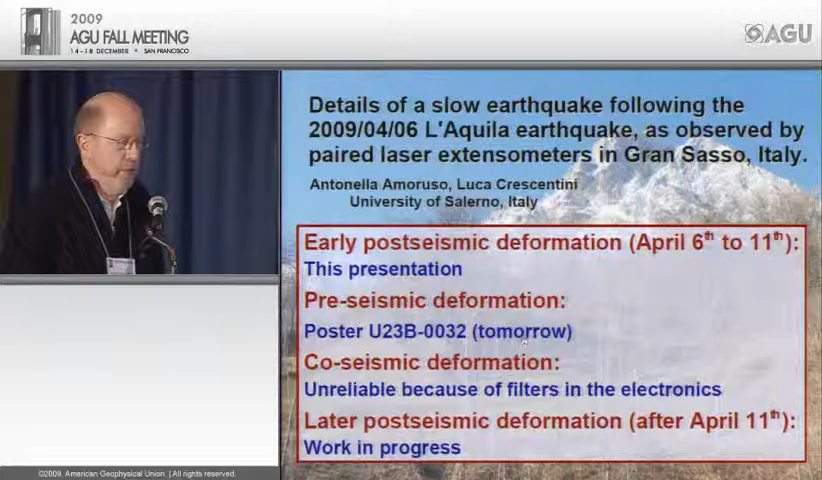 2009
AGU FALL MEETING
14-18 DECEMBER • SAN FRANCISCO
AGU
Details of a slow earthquake following the
2009/04/06 L'Aquila earthquake, as observed by
paired laser extensometers in Gran Sasso, Italy.
Antonella Amoruso, Luca Crescentini
University of Salerno, Italy
Early postseismic deformation (April 6th to 11th):
This presentation
Pre-seismic deformation:
Poster U23B-0032 (tomorrow)
Co-seismic deformation:
Unreliable because of filters in the electronics
Later postseismic deformation (after April 11th):
Work in progress
©2009. American Geophysical Union. | All rights reserved.